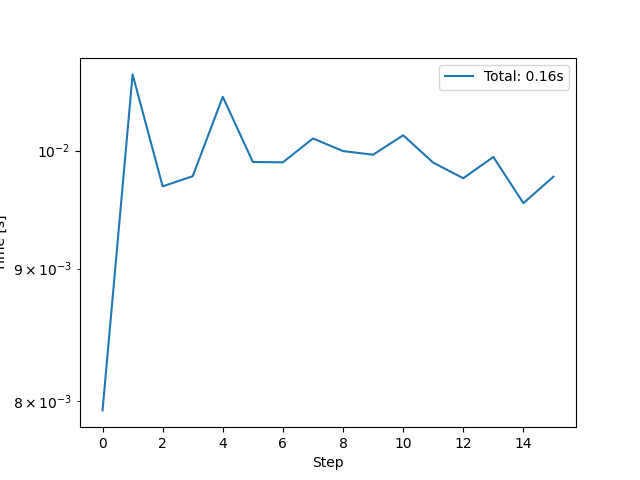 Total: 0.16s
10⁻²
9 × 10⁻³
8 × 10⁻³
Time [s]
0 2 4 6 8 10 12 14
Step